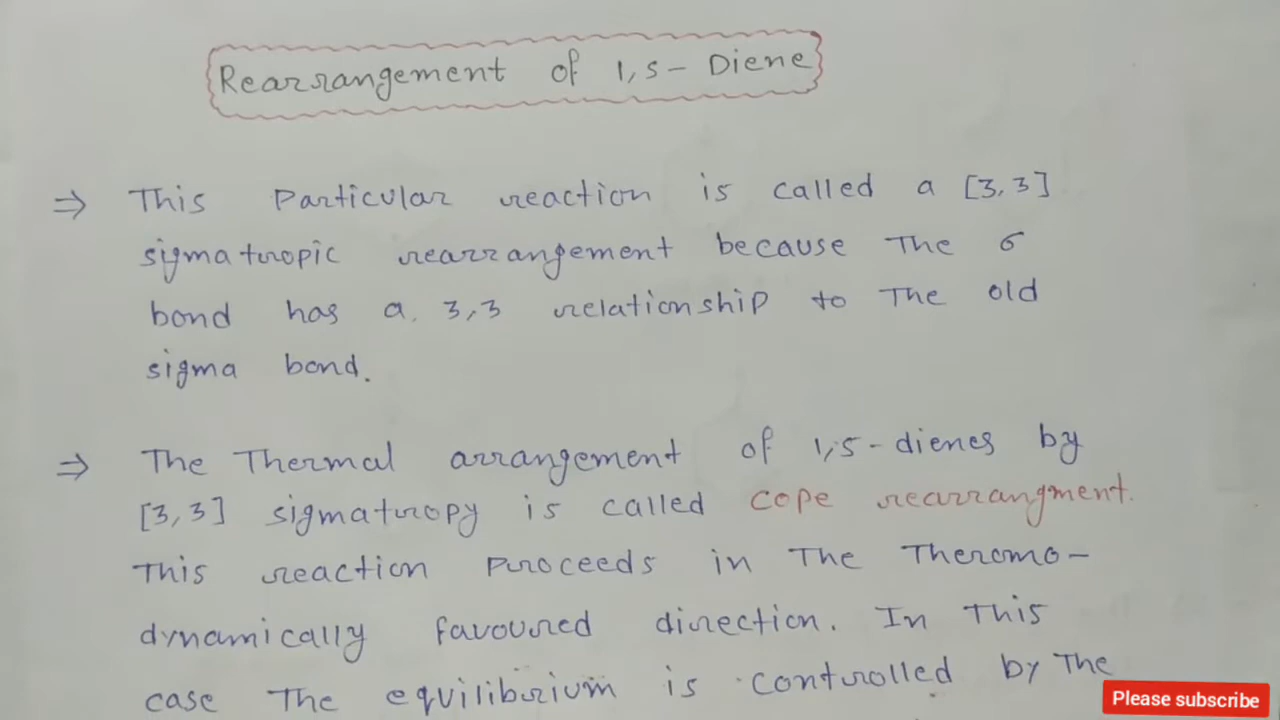 Rearrangement of 1,5- Diene
⇒ This Particular reaction is called a [3,3]
sigmatropic rearrangement because The σ
bond has a 3,3 relationship to The old
sigma bond.
⇒ The Thermal arrangement of 1,5-dienes by
[3,3] sigmatropy is called cope rearrangment.
This reaction Proceeds in The Thermo-
dynamically favoured direction. In This
case The equilibrium is controlled by The
Please subscribe